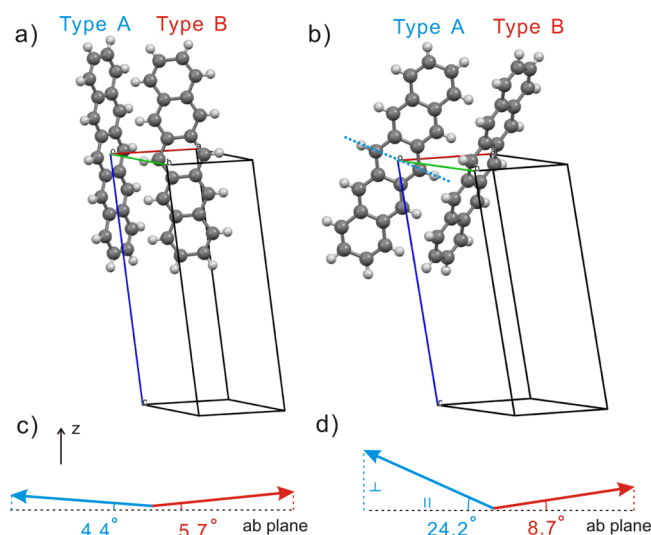 a) Type A Type B
b) Type A Type B
o a b
c
o a b
c
c) z
4.4° 5.7° ab plane
d)
⊥ ||
24.2° 8.7° ab plane